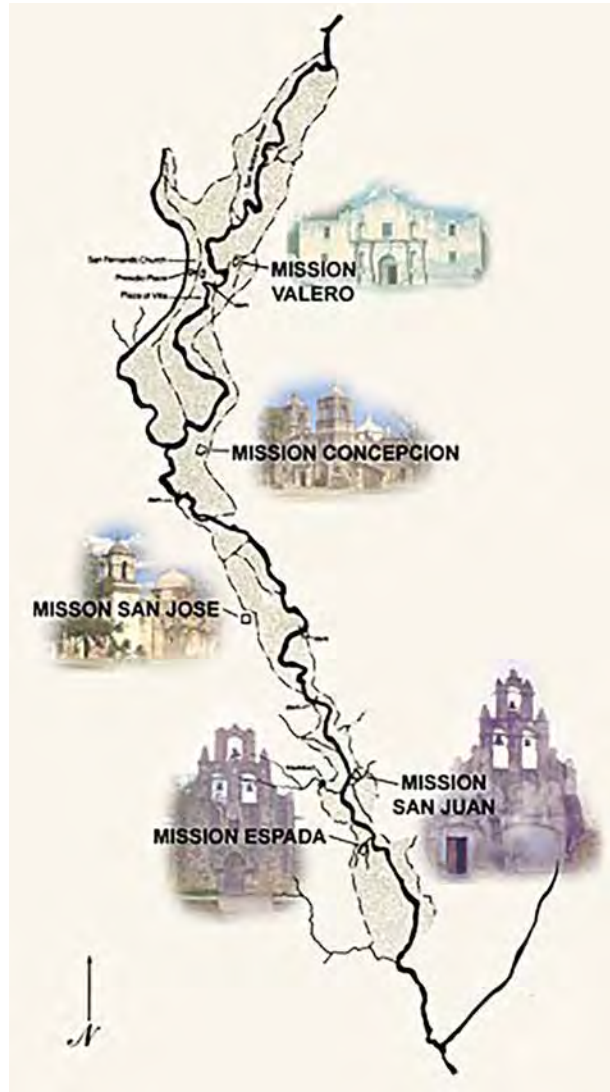 San Fernando Church
Presidio Plaza
Plaza of Villa
MISSION
VALERO
MISSION CONCEPCION
MISSON SAN JOSE
MISSION
SAN JUAN
MISSION ESPADA
N